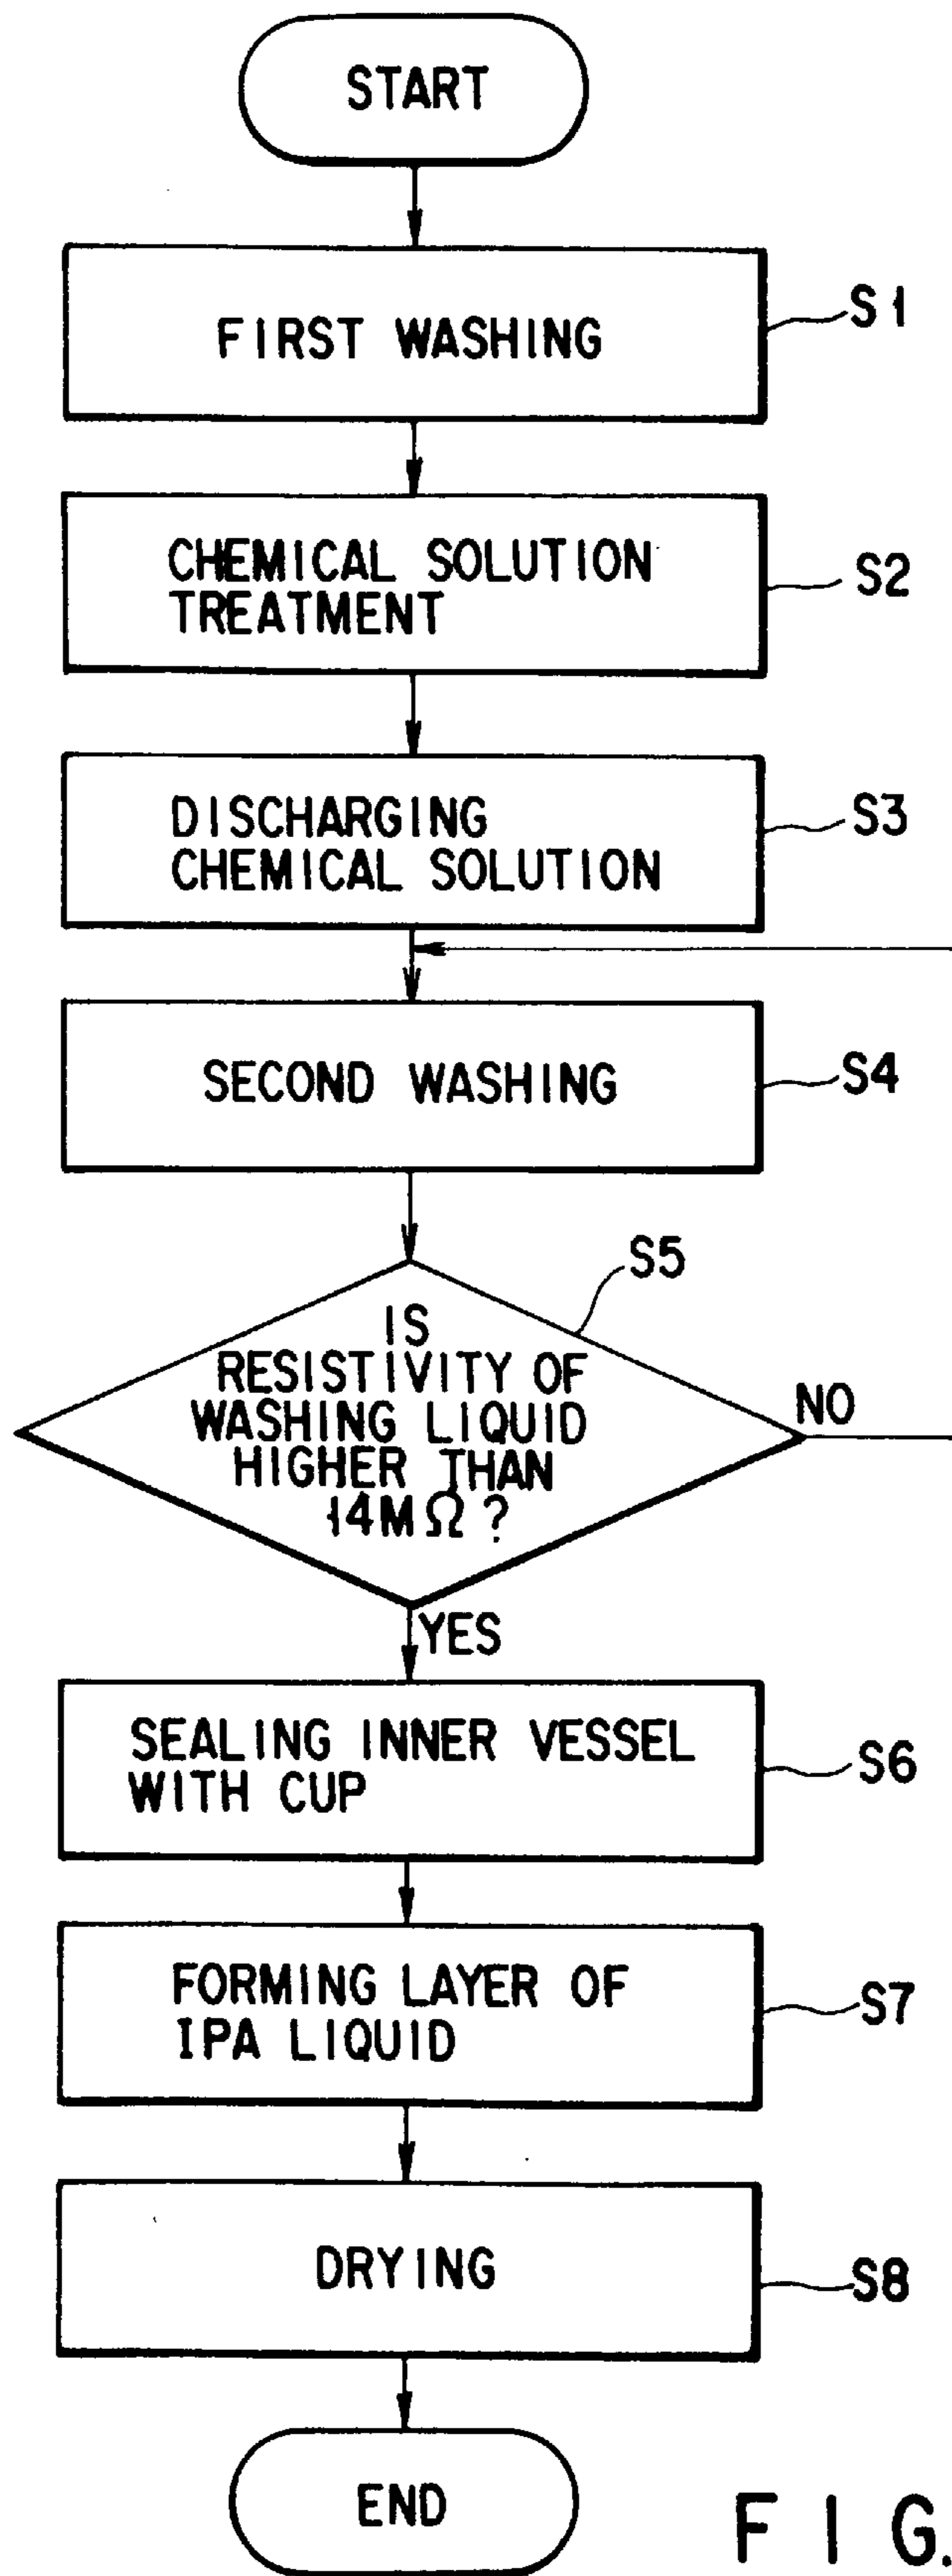 START
FIRST WASHING
S1
CHEMICAL SOLUTION
TREATMENT
S2
DISCHARGING
CHEMICAL SOLUTION
S3
SECOND WASHING
S4
S5
IS
RESISTIVITY OF
WASHING LIQUID
HIGHER THAN
14MΩ?
NO
YES
SEALING INNER VESSEL
WITH CUP
S6
FORMING LAYER OF
IPA LIQUID
S7
DRYING
S8
END
FIG.